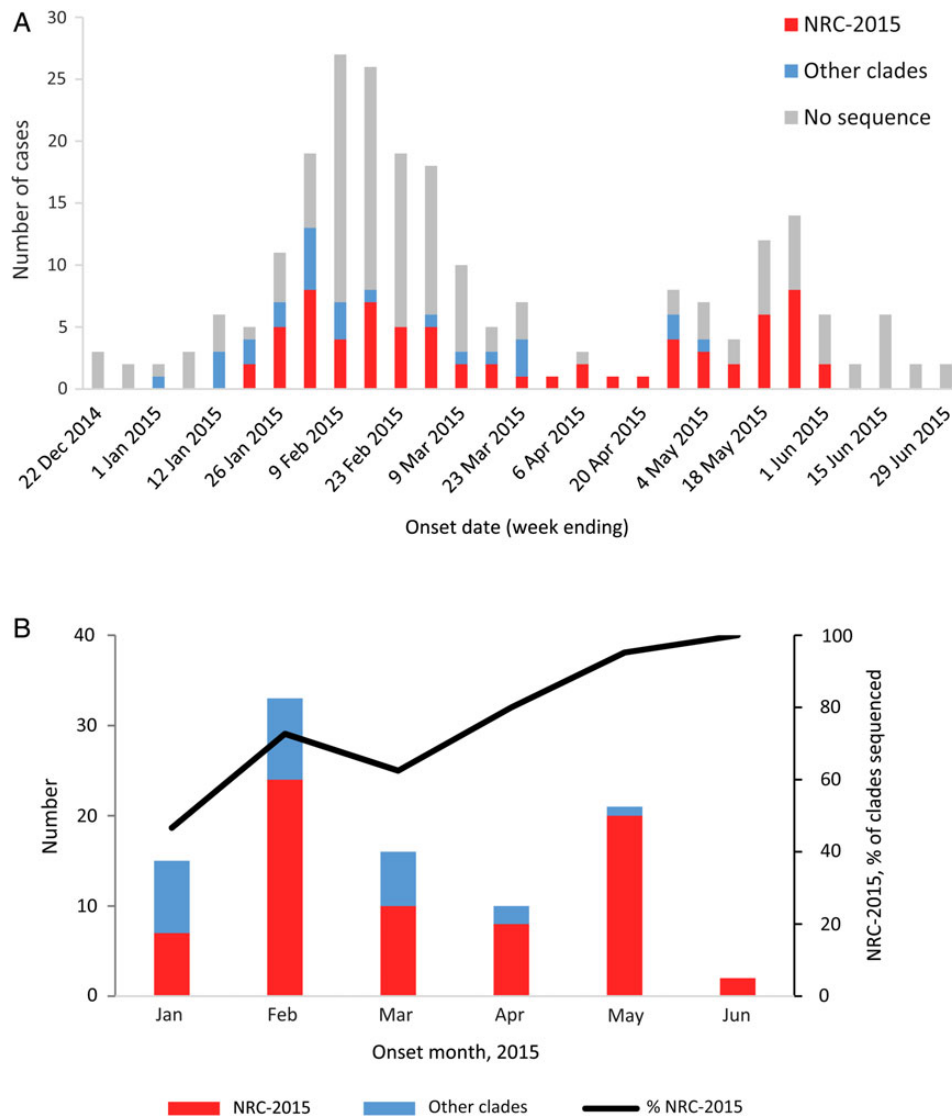 A
30
25
20
15
10
5
0
Number of cases
NRC-2015
Other clades
No sequence
22 Dec 2014
1 Jan 2015
12 Jan 2015
26 Jan 2015
9 Feb 2015
23 Feb 2015
9 Mar 2015
23 Mar 2015
6 Apr 2015
20 Apr 2015
4 May 2015
18 May 2015
1 Jun 2015
15 Jun 2015
29 Jun 2015
Onset date (week ending)
B
40
30
20
10
0
Number
100
80
60
40
20
0
NRC-2015, % of clades sequenced
Jan Feb Mar Apr May Jun
Onset month, 2015
NRC-2015 Other clades % NRC-2015